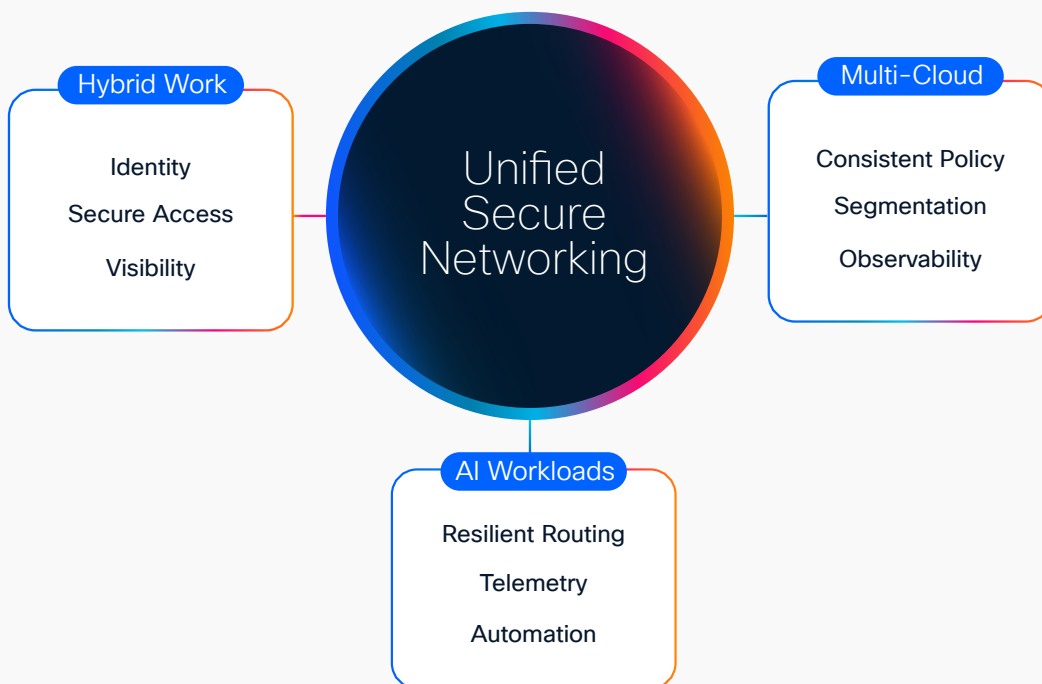 Hybrid Work
Identity
Secure Access
Visibility
Unified
Secure
Networking
Multi-Cloud
Consistent Policy
Segmentation
Observability
AI Workloads
Resilient Routing
Telemetry
Automation